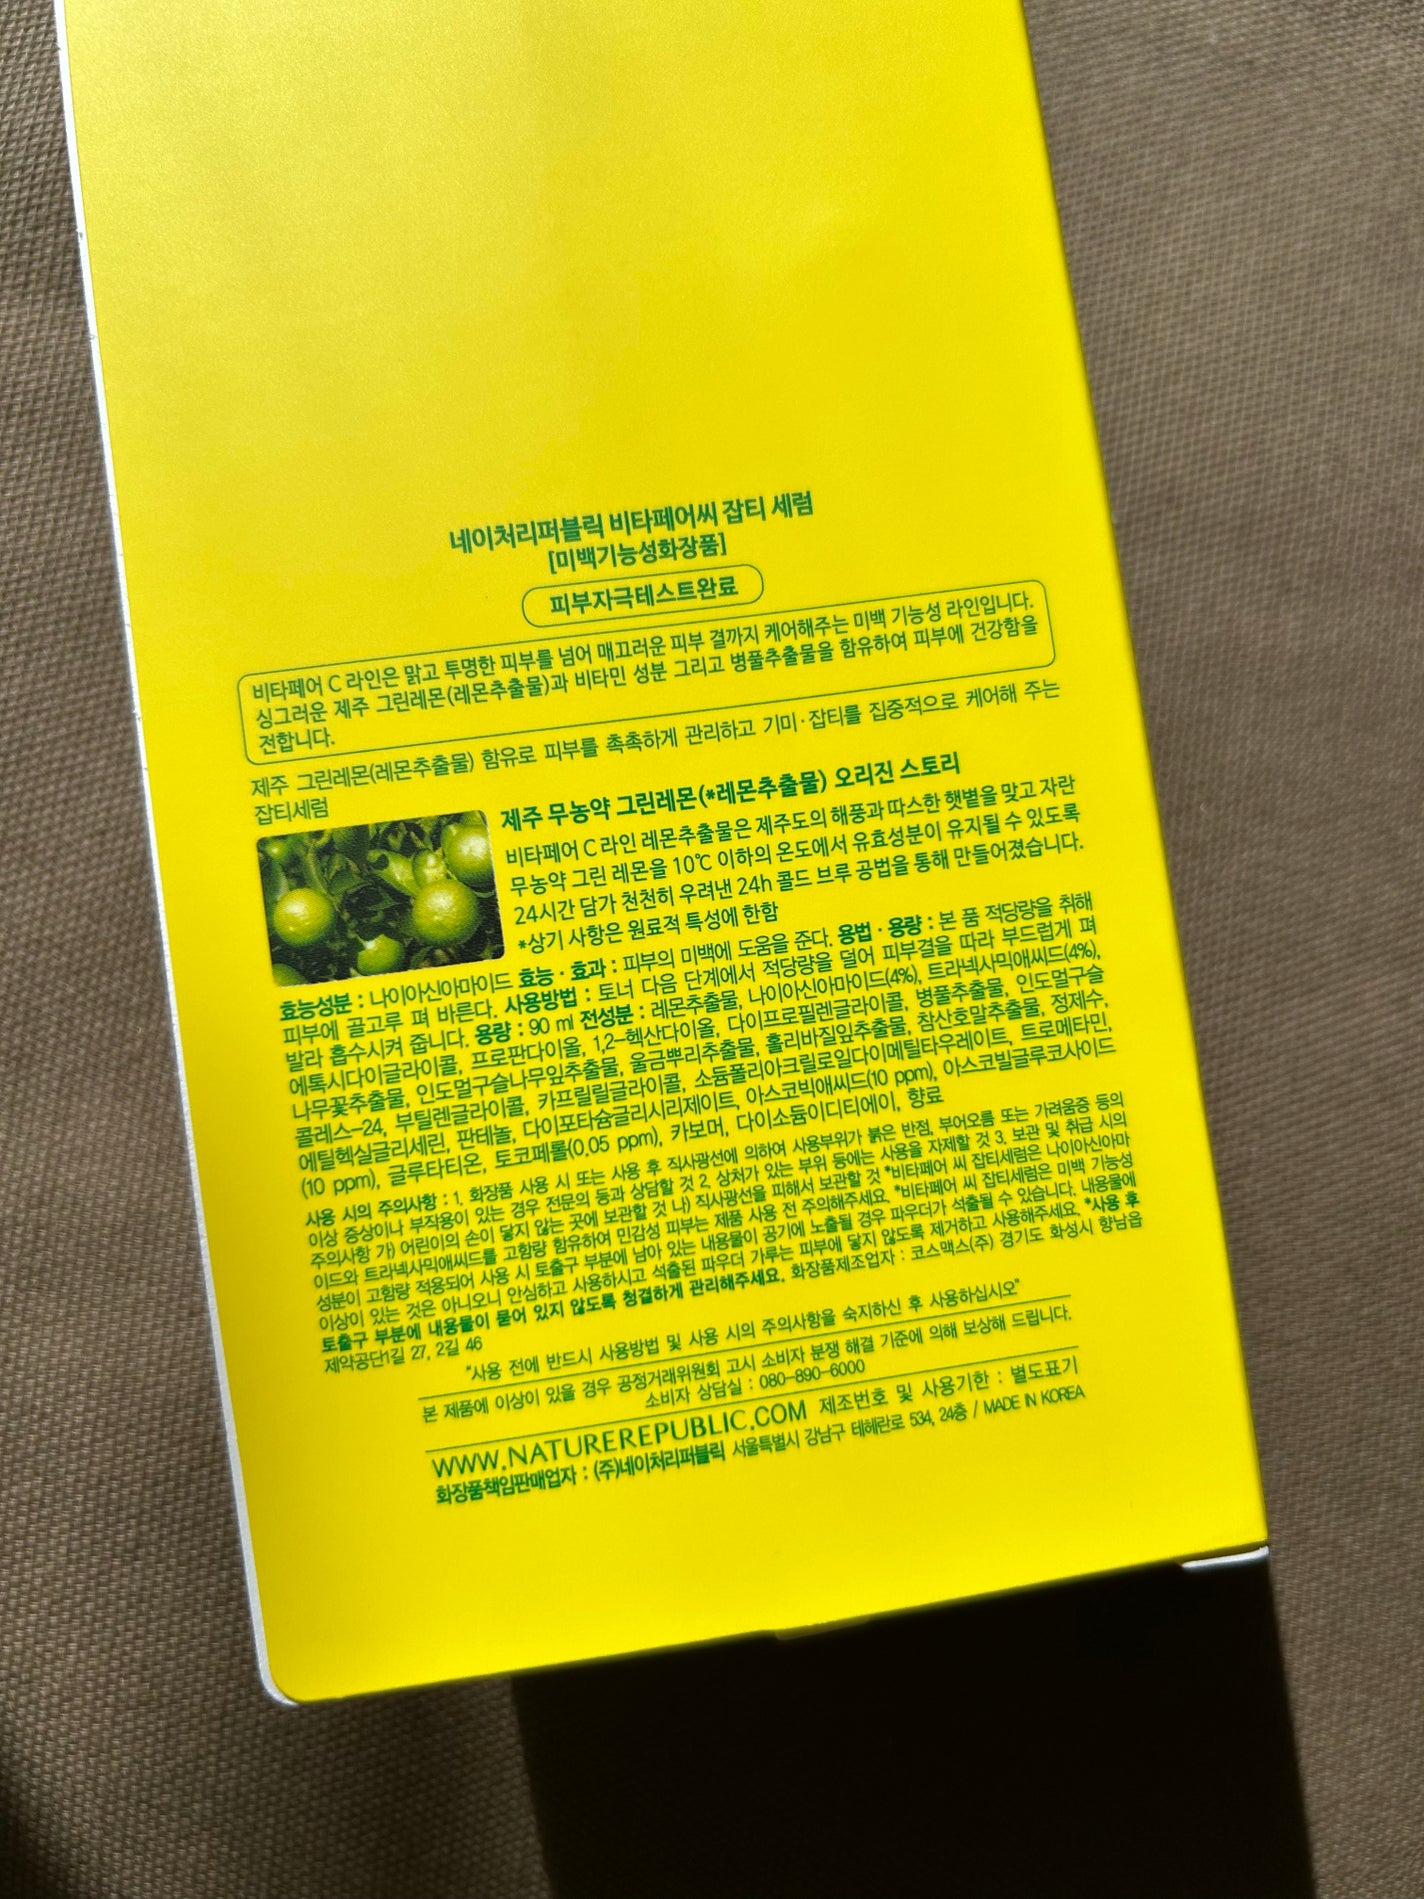 네이처리퍼블릭 비타페어씨 잡티 세럼
[미백기능성화장품]
피부자극테스트완료
비타페어 C 라인은 맑고 투명한 피부를 넘어 매끄러운 피부 결까지 케어해주는 미백 기능성 라인입니다.
싱그러운 제주 그린레몬(레몬추출물)과 비타민 성분 그리고 병풀추출물을 함유하여 피부에 건강함을
전합니다.
제주 그린레몬(레몬추출물) 함유로 피부를 촉촉하게 관리하고 기미·잡티를 집중적으로 케어해 주는
잡티세럼
제주 무농약 그린레몬(*레몬추출물) 오리진 스토리
비타페어 C 라인 레몬추출물은 제주도의 해풍과 따스한 햇볕을 맞고 자란
무농약 그린 레몬을 10℃ 이하의 온도에서 유효성분이 유지될 수 있도록
24시간 담가 천천히 우려낸 24h 콜드 브루 공법을 통해 만들어졌습니다.
*상기 사항은 원료적 특성에 한함
효능성분 : 나이아신아마이드 효능 · 효과 : 피부의 미백에 도움을 준다. 용법 · 용량 : 본 품 적당량을 취해
피부에 골고루 펴 바른다. 사용방법 : 토너 다음 단계에서 적당량을 덜어 피부결을 따라 부드럽게 펴
발라 흡수시켜 줍니다. 용량 : 90 ml 전성분 : 레몬추출물, 나이아신아마이드(4%), 트라넥사믹애씨드(4%),
에톡시다이글라이콜, 프로판다이올, 1,2-헥산다이올, 다이프로필렌글라이콜, 병풀추출물, 인도멀구슬
나무꽃추출물, 인도멀구슬나무잎추출물, 울금뿌리추출물, 홀리바질잎추출물, 참산호말추출물, 정제수,
콜레스-24, 부틸렌글라이콜, 카프릴릴글라이콜, 소듐폴리아크릴로일다이메틸타우레이트, 트로메타민,
에틸헥실글리세린, 판테놀, 다이포타슘글리시리제이트, 아스코빅애씨드(10 ppm), 아스코빌글루코사이드
(10 ppm), 글루타티온, 토코페롤(0.05 ppm), 카보머, 다이소듐이디티에이, 향료
사용 시의 주의사항 : 1. 화장품 사용 시 또는 사용 후 직사광선에 의하여 사용부위가 붉은 반점, 부어오름 또는 가려움증 등의
이상 증상이나 부작용이 있는 경우 전문의 등과 상담할 것 2. 상처가 있는 부위 등에는 사용을 자제할 것 3. 보관 및 취급 시의
주의사항 가) 어린이의 손이 닿지 않는 곳에 보관할 것 나) 직사광선을 피해서 보관할 것 *비타페어 씨 잡티세럼은 나이아신아마
이드와 트라넥사믹애씨드를 고함량 함유하여 민감성 피부는 제품 사용 전 주의해주세요. *비타페어 씨 잡티세럼은 미백 기능성
성분이 고함량 적용되어 사용 시 토출구 부분에 남아 있는 내용물이 공기에 노출될 경우 파우더가 석출될 수 있습니다. 내용물에
이상이 있는 것은 아니오니 안심하고 사용하시고 석출된 파우더 가루는 피부에 닿지 않도록 제거하고 사용해주세요. *사용 후
토출구 부분에 내용물이 묻어 있지 않도록 청결하게 관리해주세요. 화장품제조업자 : 코스맥스(주) 경기도 화성시 향남읍
제약공단1길 27, 2길 46
"사용 전에 반드시 사용방법 및 사용 시의 주의사항을 숙지하신 후 사용하십시오"
본 제품에 이상이 있을 경우 공정거래위원회 고시 소비자 분쟁 해결 기준에 의해 보상해 드립니다.
소비자 상담실 : 080-890-6000
WWW.NATUREREPUBLIC.COM 제조번호 및 사용기한 : 별도표기
화장품책임판매업자 : (주)네이처리퍼블릭 서울특별시 강남구 테헤란로 534, 24층 / MADE IN KOREA